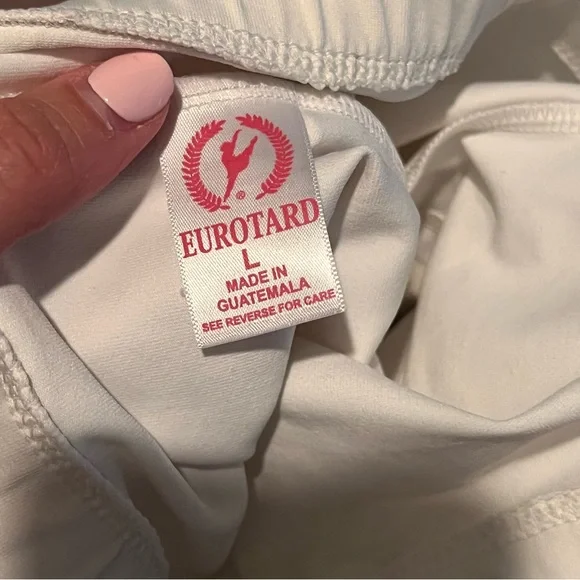 ®
EUROTARD
L
MADE IN
GUATEMALA
SEE REVERSE FOR CARE